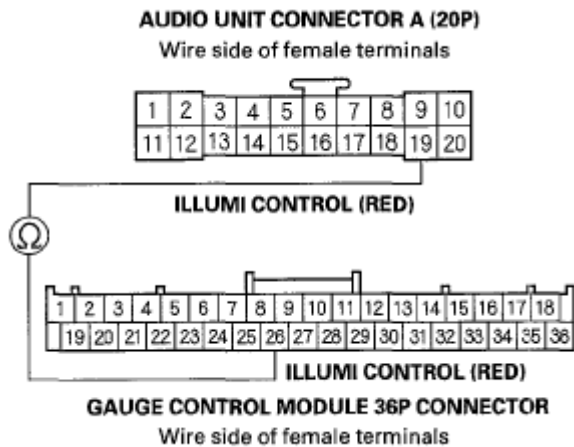 AUDIO UNIT CONNECTOR A (20P)
Wire side of female terminals
1 2 3 4 5 6 7 8 9 10
11 12 13 14 15 16 17 18 19 20
ILLUMI CONTROL (RED)
Ω
1 2 3 4 5 6 7 8 9 10 11 12 13 14 15 16 17 18
19 20 21 22 23 24 25 26 27 28 29 30 31 32 33 34 35 36
ILLUMI CONTROL (RED)
GAUGE CONTROL MODULE 36P CONNECTOR
Wire side of female terminals